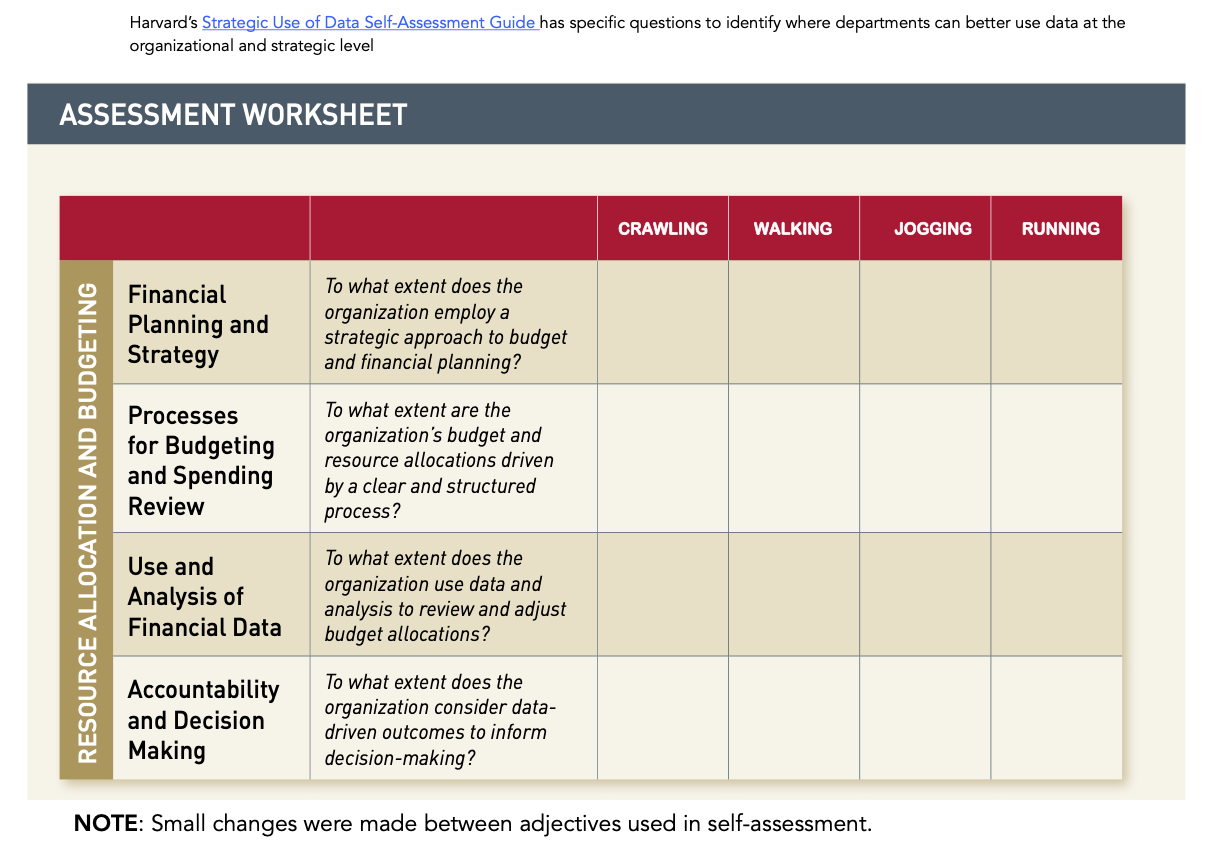 Harvard's Strategic Use of Data Self-Assessment Guide has specific questions to identify where departments can better use data at the
organizational and strategic level
ASSESSMENT WORKSHEET
CRAWLING WALKING JOGGING RUNNING
RESOURCE ALLOCATION AND BUDGETING
Financial
Planning and
Strategy
To what extent does the
organization employ a
strategic approach to budget
and financial planning?
Processes
for Budgeting
and Spending
Review
To what extent are the
organization's budget and
resource allocations driven
by a clear and structured
process?
Use and
Analysis of
Financial Data
To what extent does the
organization use data and
analysis to review and adjust
budget allocations?
Accountability
and Decision
Making
To what extent does the
organization consider data-
driven outcomes to inform
decision-making?
NOTE: Small changes were made between adjectives used in self-assessment.